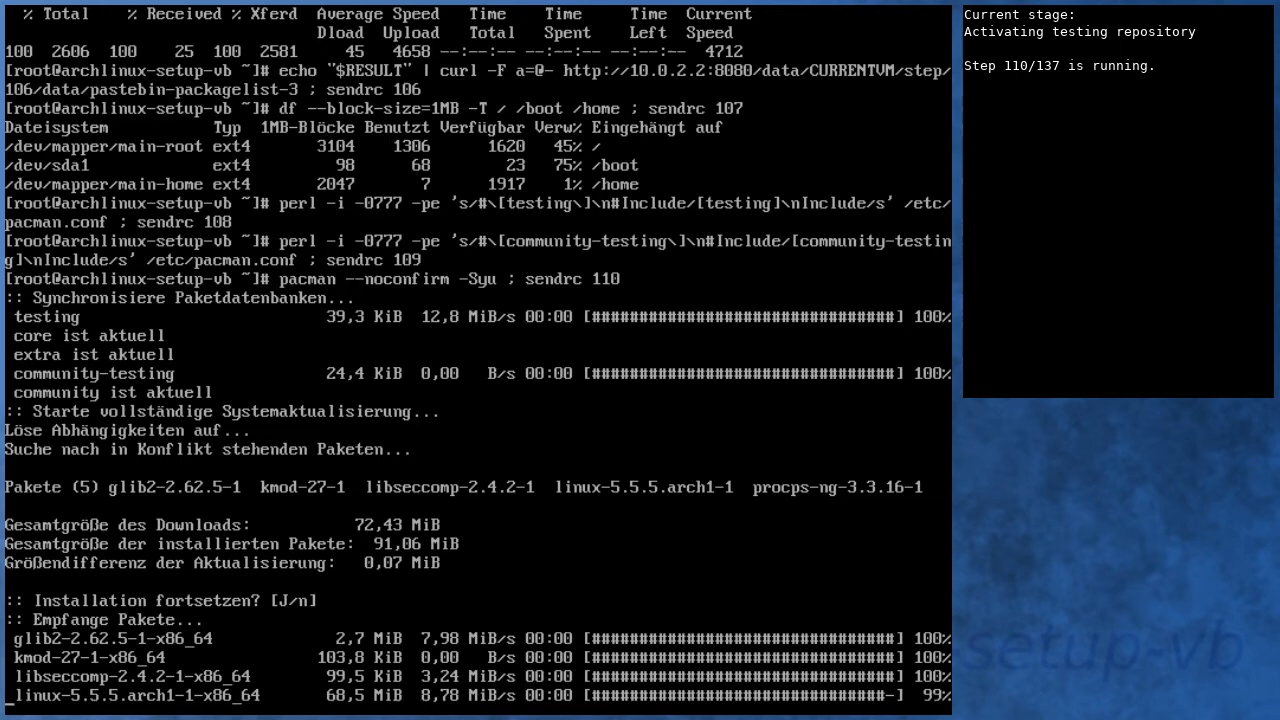 % Total    % Received % Xferd  Average Speed   Time    Time     Time  Current
                                 Dload  Upload   Total   Spent    Left  Speed
100  2606  100    25  100  2581     45   4658 --:--:-- --:--:-- --:--:--  4712
[root@archlinux-setup-vb ~]# echo "$RESULT" | curl -F a=@- http://10.0.2.2:8080/data/CURRENTVM/step/
106/data/pastebin-packagelist-3 ; sendrc 106
[root@archlinux-setup-vb ~]# df --block-size=1MB -T / /boot /home ; sendrc 107
Dateisystem           Typ  1MB-Blöcke Benutzt Verfügbar Verw% Eingehängt auf
/dev/mapper/main-root ext4       3104    1306      1620   45% /
/dev/sda1             ext4         98      68        23   75% /boot
/dev/mapper/main-home ext4       2047       7      1917    1% /home
[root@archlinux-setup-vb ~]# perl -i -0777 -pe 's/#\[testing\]\n#Include/[testing]\nInclude/s' /etc/
pacman.conf ; sendrc 108
[root@archlinux-setup-vb ~]# perl -i -0777 -pe 's/#\[community-testing\]\n#Include/[community-testin
g]\nInclude/s' /etc/pacman.conf ; sendrc 109
[root@archlinux-setup-vb ~]# pacman --noconfirm -Syu ; sendrc 110
:: Synchronisiere Paketdatenbanken...
 testing                          39,3 KiB  12,8 MiB/s 00:00 [################################] 100%
 core ist aktuell
 extra ist aktuell
 community-testing                24,4 KiB  0,00   B/s 00:00 [################################] 100%
 community ist aktuell
:: Starte vollständige Systemaktualisierung...
Löse Abhängigkeiten auf...
Suche nach in Konflikt stehenden Paketen...
Pakete (5) glib2-2.62.5-1  kmod-27-1  libseccomp-2.4.2-1  linux-5.5.5.arch1-1  procps-ng-3.3.16-1
Gesamtgröße des Downloads:           72,43 MiB
Gesamtgröße der installierten Pakete:  91,06 MiB
Größendifferenz der Aktualisierung:   0,07 MiB
:: Installation fortsetzen? [J/n]
:: Empfange Pakete...
 glib2-2.62.5-1-x86_64             2,7 MiB  7,98 MiB/s 00:00 [################################] 100%
 kmod-27-1-x86_64                103,8 KiB  0,00   B/s 00:00 [################################] 100%
 libseccomp-2.4.2-1-x86_64        99,5 KiB  3,24 MiB/s 00:00 [################################] 100%
_linux-5.5.5.arch1-1-x86_64       68,5 MiB  8,78 MiB/s 00:00 [###############################-]  99%
Current stage:
Activating testing repository
Step 110/137 is running.
setup-vb